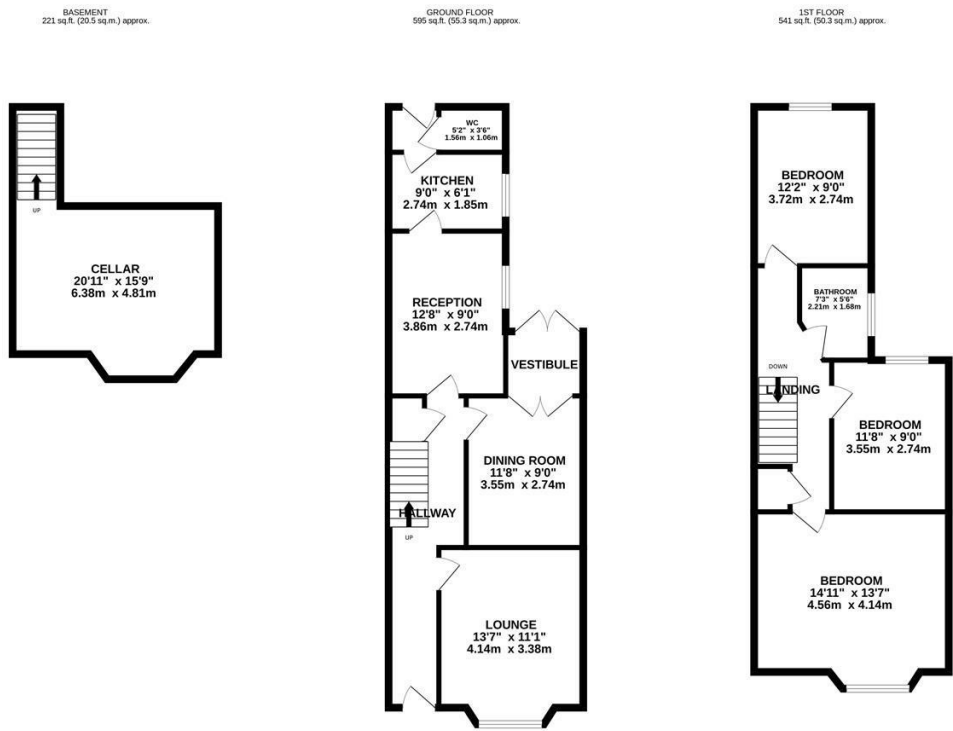 BASEMENT
221 sq.ft. (20.5 sq.m.) approx.
GROUND FLOOR
595 sq.ft. (55.3 sq.m.) approx.
1ST FLOOR
541 sq.ft. (50.3 sq.m.) approx.
UP
CELLAR
20'11" x 15'9"
6.38m x 4.81m
WC
5'2" x 3'6"
1.56m x 1.06m
KITCHEN
9'0" x 6'1"
2.74m x 1.85m
RECEPTION
12'8" x 9'0"
3.86m x 2.74m
VESTIBULE
DINING ROOM
11'8" x 9'0"
3.55m x 2.74m
HALLWAY
UP
LOUNGE
13'7" x 11'1"
4.14m x 3.38m
BEDROOM
12'2" x 9'0"
3.72m x 2.74m
BATHROOM
7'3" x 5'6"
2.21m x 1.68m
DOWN
LANDING
BEDROOM
11'8" x 9'0"
3.55m x 2.74m
BEDROOM
14'11" x 13'7"
4.56m x 4.14m